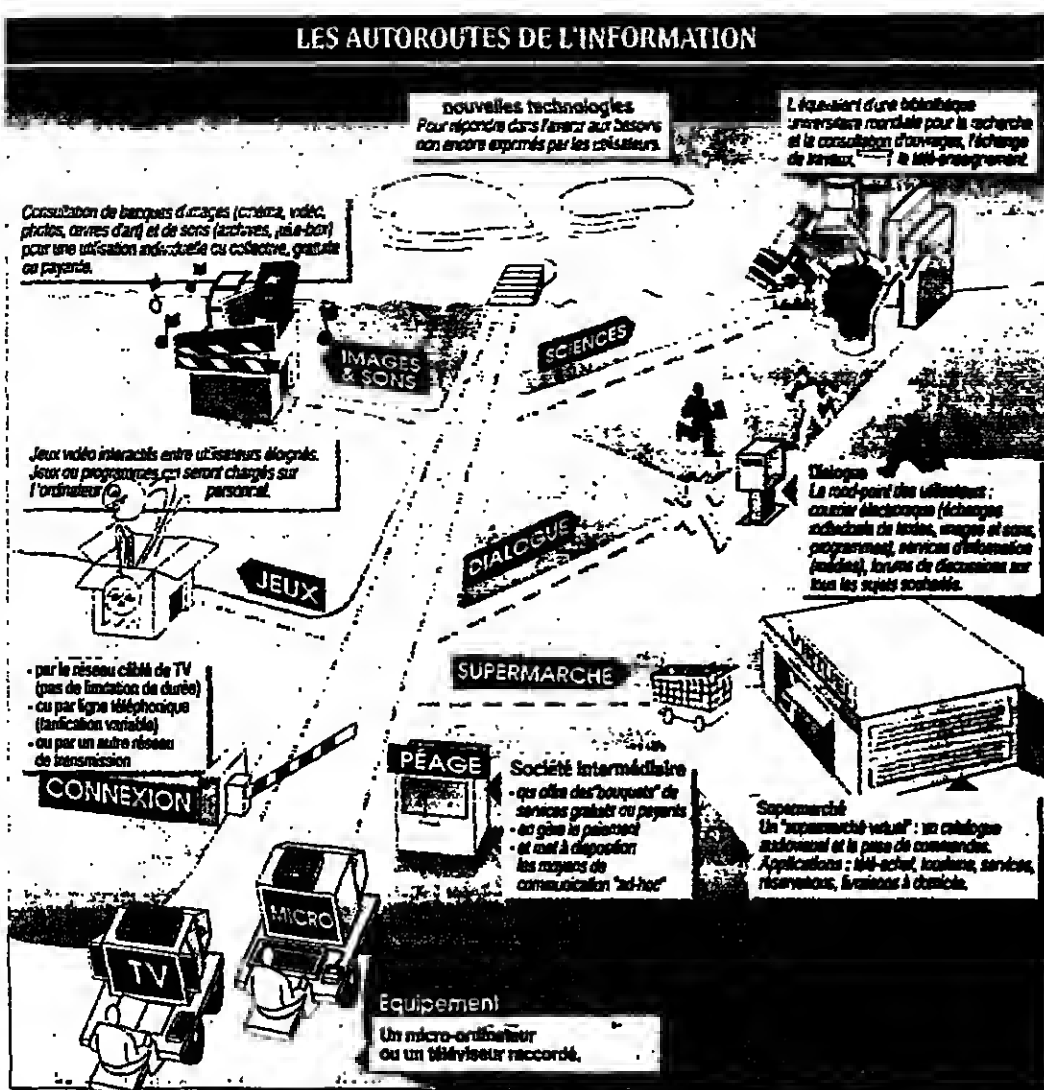 LES AUTOROUTES DE L'INFORMATION
nouvelles technologies
Pour répondre dans l'avenir aux besoins
non encore exprimés par les utilisateurs.
L'équivalent d'une bibliothèque
universitaire mondiale pour la recherche
et la consultation d'ouvrages, l'échange
de travaux, le télé-enseignement.
Consultation de banques d'images (cinéma, vidéo,
photos, œuvres d'art) et de sons (archives, juke-box)
pour une utilisation individuelle ou collective, gratuite
ou payante.
IMAGES
& SONS
SCIENCES
Jeux vidéo interactifs entre utilisateurs éloignés.
Jeux ou programmes qui seront chargés sur
l'ordinateur personnel.
JEUX
DIALOGUE
Dialogue
Le rond-point des utilisateurs :
courrier électronique (échanges
individuels de textes, images et sons,
programmes), services d'information
(médias), forums de discussions sur
tous les sujets souhaités.
SUPERMARCHE
VIRTUEL
- par le réseau câblé de TV
(pas de limitation de durée)
- ou par ligne téléphonique
(tarification variable)
- ou par un autre réseau
de transmission
CONNEXION
PEAGE
Société intermédiaire
- qui offre des "bouquets" de
services gratuits ou payants
- en gère le paiement
- et met à disposition
les moyens de
communication "ad-hoc"
Supermarché
Un "supermarché virtuel" : un catalogue
audiovisuel et la prise de commandes.
Applications : télé-achat, tourisme, services,
réservations, livraisons à domicile.
MICRO
TV
Equipement
Un micro-ordinateur
ou un téléviseur raccordé.